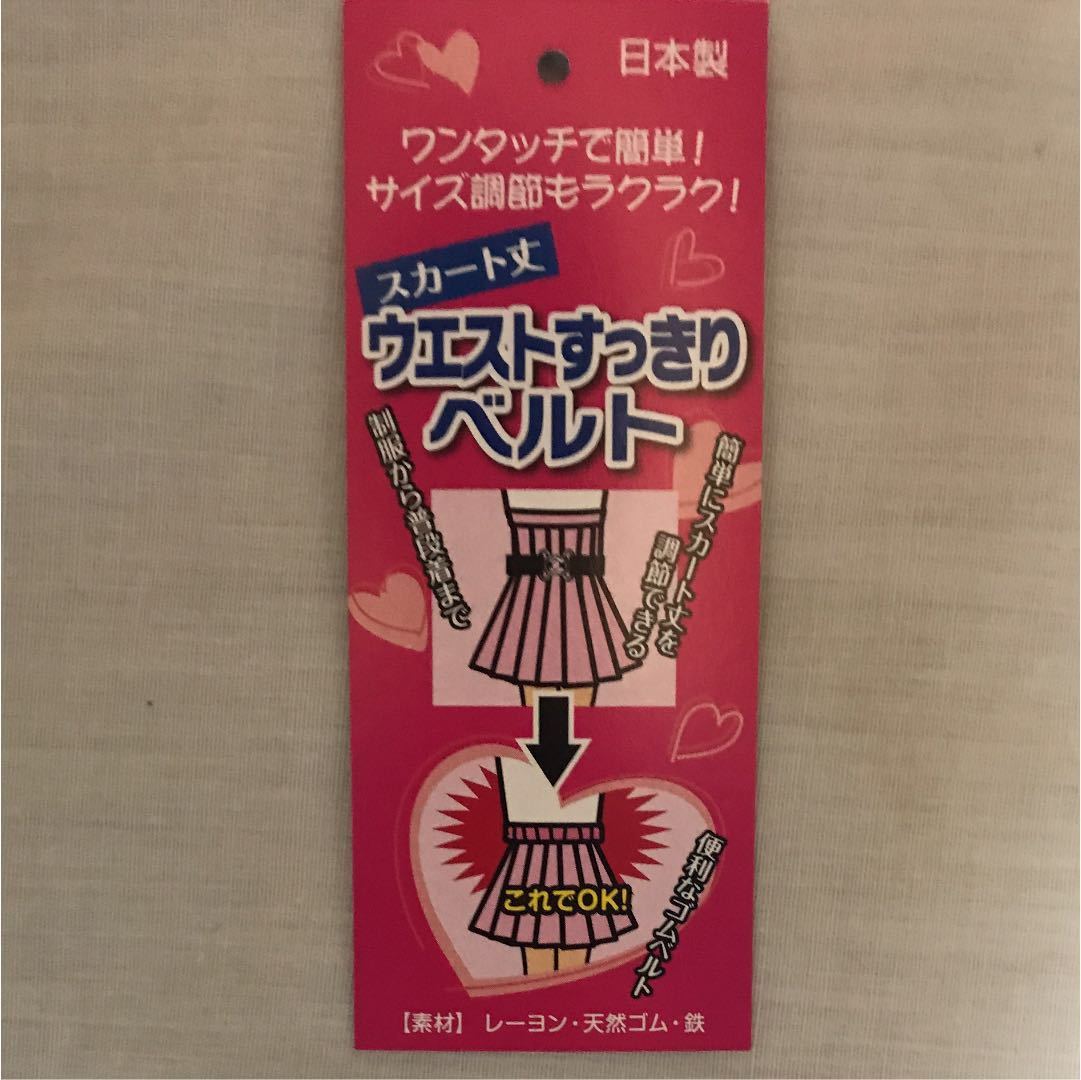 日本製
ワンタッチで簡単!
サイズ調節もラクラク!
スカート丈
ウエストすっきり
ベルト
制服から普段着まで
簡単にスカート丈を
調節できる
これでOK!
便利なゴムベルト
【素材】 レーヨン・天然ゴム・鉄